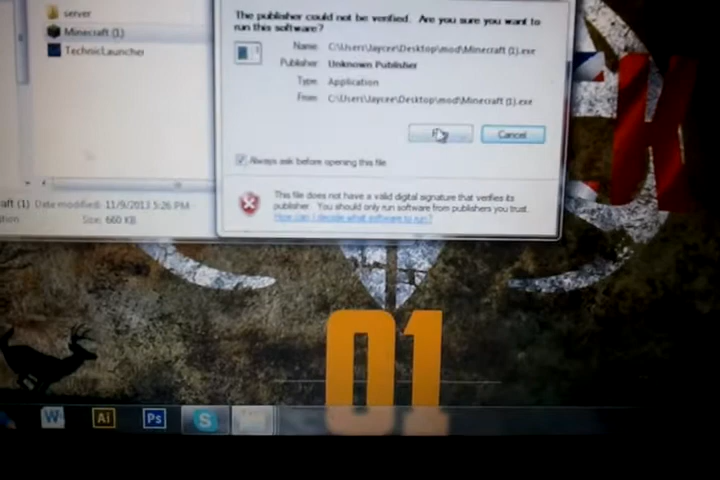 server
Minecraft (1)
TechnicLauncher
The publisher could not be verified. Are you sure you want to
run this software?
Name: C:\Users\Jaycee\Desktop\mod\Minecraft (1).exe
Publisher: Unknown Publisher
Type: Application
From: C:\Users\Jaycee\Desktop\mod\Minecraft (1).exe
Cancel
Always ask before opening this file
aft (1) Date modified: 11/9/2013 5:26 PM
Size: 660 KB
This file does not have a valid digital signature that verifies its
publisher. You should only run software from publishers you trust.
How can I decide what software to run?
01
W
Ai
Ps
S